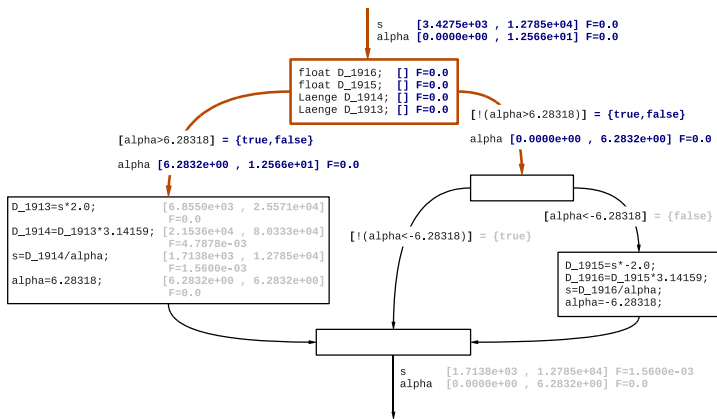 s [3.4275e+03 , 1.2785e+04] F=0.0
alpha [0.0000e+00 , 1.2566e+01] F=0.0
float D_1916; [] F=0.0
float D_1915; [] F=0.0
Laenge D_1914; [] F=0.0
Laenge D_1913; [] F=0.0
[alpha>6.28318] = {true,false}
alpha [6.2832e+00 , 1.2566e+01] F=0.0
[!(alpha>6.28318)] = {true,false}
alpha [0.0000e+00 , 6.2832e+00] F=0.0
D_1913=s*2.0; [6.8550e+03 , 2.5571e+04]
F=0.0
D_1914=D_1913*3.14159; [2.1536e+04 , 8.0333e+04]
F=4.7878e-03
s=D_1914/alpha; [1.7138e+03 , 1.2785e+04]
F=1.5600e-03
alpha=6.28318; [6.2832e+00 , 6.2832e+00]
F=0.0
[!(alpha<-6.28318)] = {true}
[alpha<-6.28318] = {false}
D_1915=s*-2.0;
D_1916=D_1915*3.14159;
s=D_1916/alpha;
alpha=-6.28318;
s [1.7138e+03 , 1.2785e+04] F=1.5600e-03
alpha [0.0000e+00 , 6.2832e+00] F=0.0